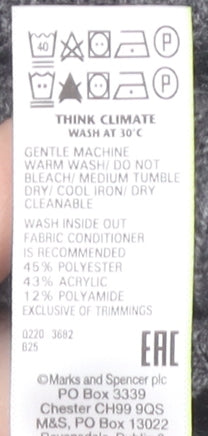 40 P
P
THINK CLIMATE
WASH AT 30°C
GENTLE MACHINE
WARM WASH/ DO NOT
BLEACH/ MEDIUM TUMBLE
DRY/ COOL IRON/ DRY
CLEANABLE
WASH INSIDE OUT
FABRIC CONDITIONER
IS RECOMMENDED
45% POLYESTER
43% ACRYLIC
12% POLYAMIDE
EXCLUSIVE OF TRIMMINGS
0220 3682
B25
EAC
©Marks and Spencer plc
PO Box 3339
Chester CH99 9QS
M&S, PO Box 13022